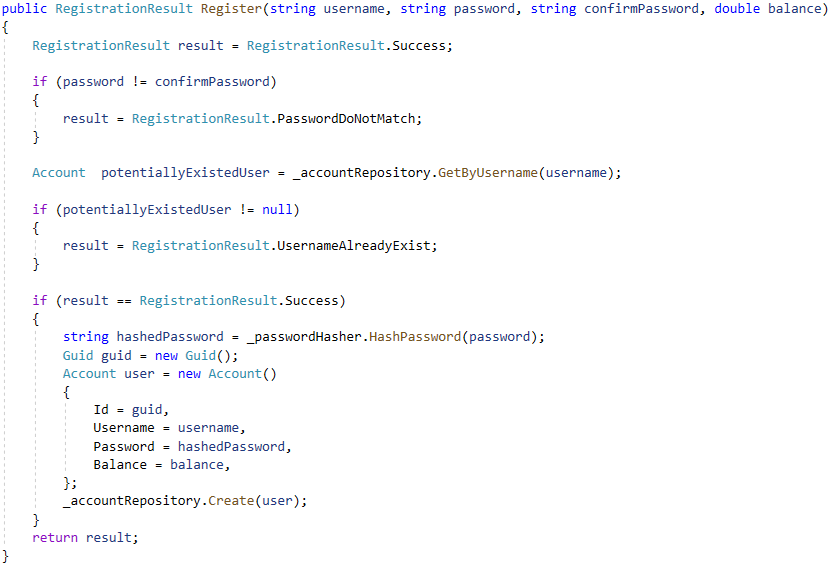 public RegistrationResult Register(string username, string password, string confirmPassword, double balance)
{
    RegistrationResult result = RegistrationResult.Success;

    if (password != confirmPassword)
    {
        result = RegistrationResult.PasswordDoNotMatch;
    }

    Account  potentiallyExistedUser = _accountRepository.GetByUsername(username);

    if (potentiallyExistedUser != null)
    {
        result = RegistrationResult.UsernameAlreadyExist;
    }

    if (result == RegistrationResult.Success)
    {
        string hashedPassword = _passwordHasher.HashPassword(password);
        Guid guid = new Guid();
        Account user = new Account()
        {
            Id = guid,
            Username = username,
            Password = hashedPassword,
            Balance = balance,
        };
        _accountRepository.Create(user);
    }
    return result;
}